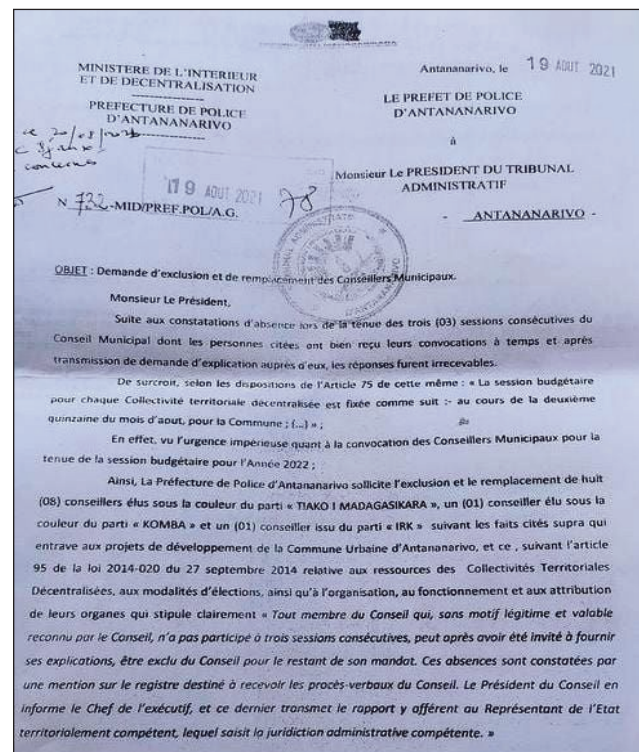 MINISTERE DE L'INTERIEUR
ET DE DECENTRALISATION
PREFECTURE DE POLICE
D'ANTANANARIVO
Antananarivo, le 19 AOUT 2021
LE PREFET DE POLICE
D'ANTANANARIVO
à
Monsieur Le PRESIDENT DU TRIBUNAL
ADMINISTRATIF
- ANTANANARIVO -
19 AOUT 2021
78
N 732-MID/PREF.POL/A.G.
OBJET : Demande d'exclusion et de remplacement des Conseillers Municipaux.
Monsieur Le Président,
Suite aux constatations d'absence lors de la tenue des trois (03) sessions consécutives du
Conseil Municipal dont les personnes citées ont bien reçu leurs convocations à temps et après
transmission de demande d'explication auprès d'eux, les réponses furent irrecevables.
De surcroit, selon les dispositions de l'Article 75 de cette même : « La session budgétaire
pour chaque Collectivité territoriale décentralisée est fixée comme suit :- au cours de la deuxième
quinzaine du mois d'aout, pour la Commune ; (...) » ;
En effet, vu l'urgence impérieuse quant à la convocation des Conseillers Municipaux pour la
tenue de la session budgétaire pour l'Année 2022 ;
Ainsi, La Préfecture de Police d'Antananarivo sollicite l'exclusion et le remplacement de huit
(08) conseillers élus sous la couleur du parti « TIAKO I MADAGASIKARA », un (01) conseiller élu sous la
couleur du parti « KOMBA » et un (01) conseiller issu du parti « IRK » suivant les faits cités supra qui
entrave aux projets de développement de la Commune Urbaine d'Antananarivo, et ce , suivant l'article
95 de la loi 2014-020 du 27 septembre 2014 relative aux ressources des Collectivités Territoriales
Décentralisées, aux modalités d'élections, ainsi qu'à l'organisation, au fonctionnement et aux attribution
de leurs organes qui stipule clairement « Tout membre du Conseil qui, sans motif légitime et valable
reconnu par le Conseil, n'a pas participé à trois sessions consécutives, peut après avoir été invité à fournir
ses explications, être exclu du Conseil pour le restant de son mandat. Ces absences sont constatées par
une mention sur le registre destiné à recevoir les procès-verbaux du Conseil. Le Président du Conseil en
informe le Chef de l'exécutif, et ce dernier transmet le rapport y afférent au Représentant de l'Etat
territorialement compétent, lequel saisit la juridiction administrative compétente. »